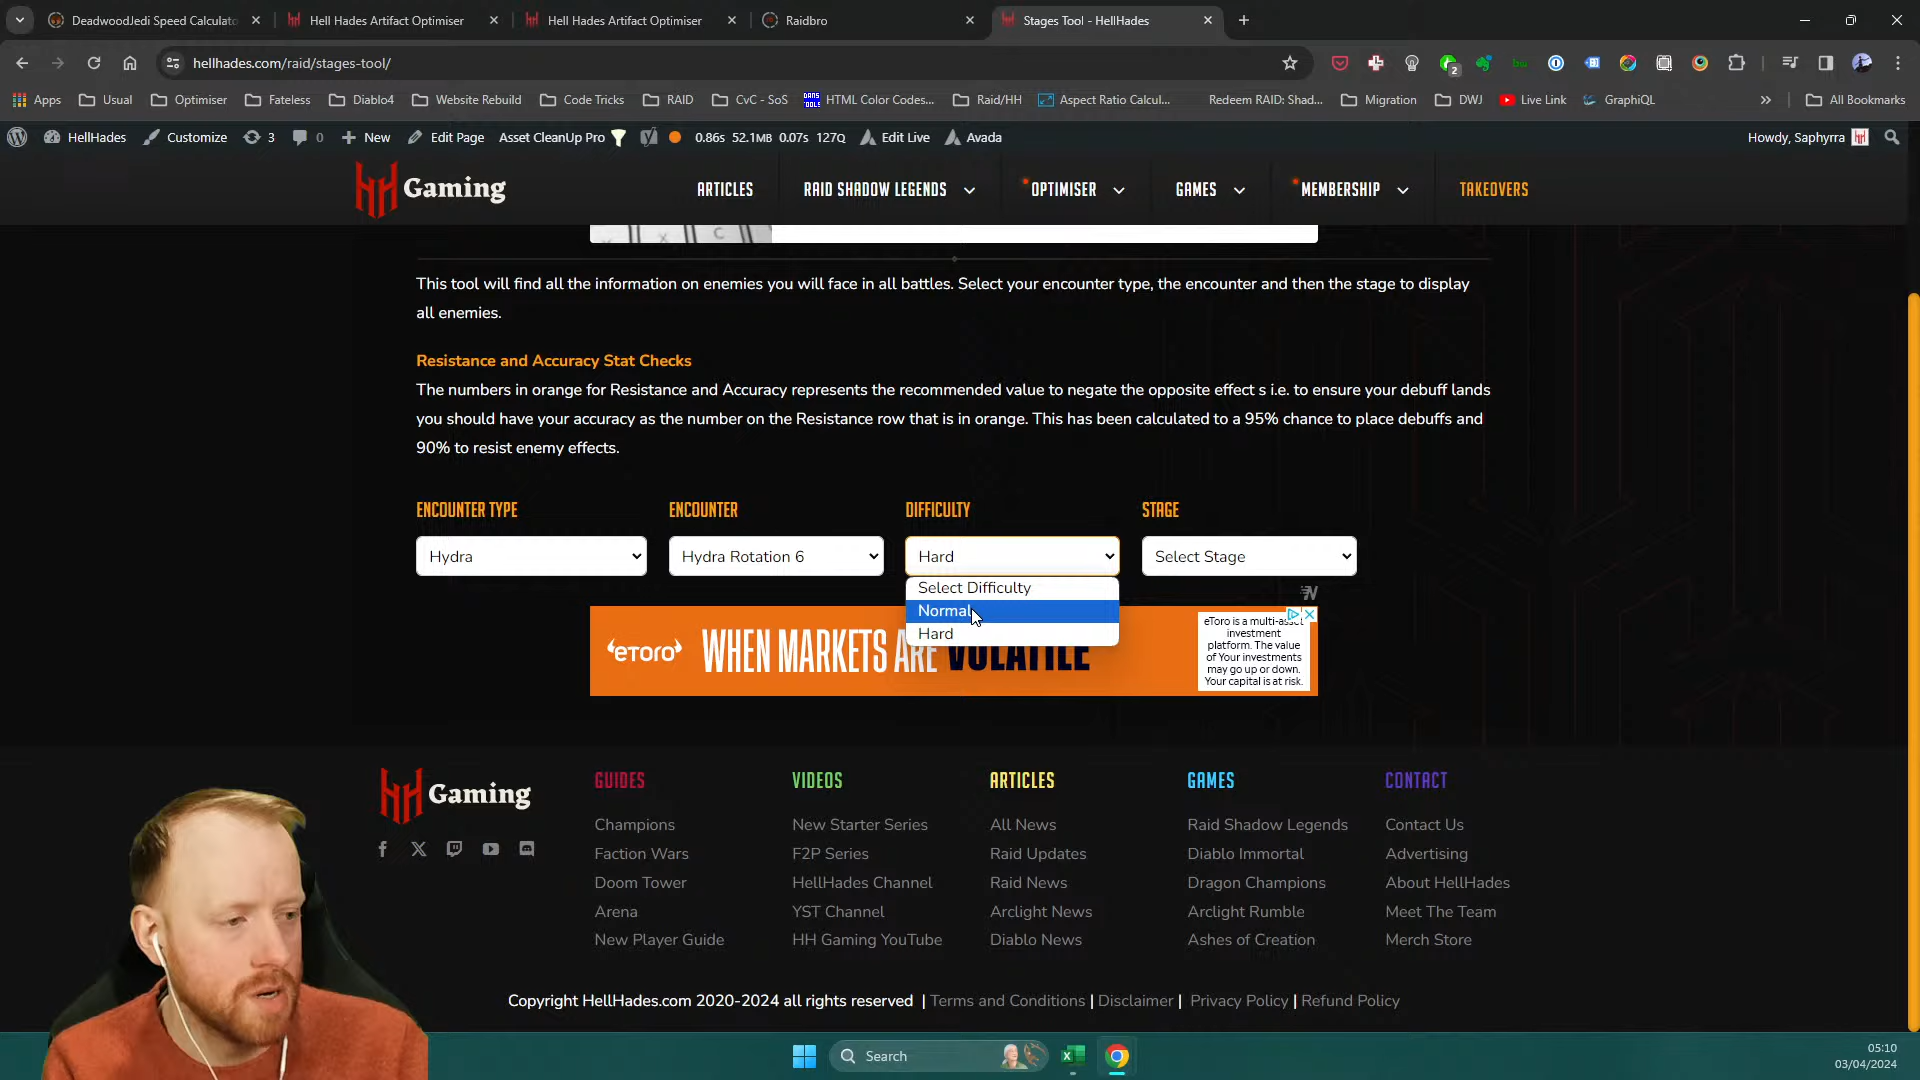 DeadwoodJedi Speed Calculato
Hell Hades Artifact Optimiser
Hell Hades Artifact Optimiser
Raidbro
Stages Tool - HellHades
hellhades.com/raid/stages-tool/
2
Apps
Usual
Optimiser
Fateless
Diablo4
Website Rebuild
Code Tricks
RAID
CvC - SoS
HTML Color Codes...
Raid/HH
Aspect Ratio Calcul...
Redeem RAID: Shad...
Migration
DWJ
Live Link
GraphiQL
All Bookmarks
HellHades
Customize
3
0
New
Edit Page
Asset CleanUp Pro
0.86s 52.1MB 0.07s 127Q
Edit Live
Avada
Howdy, Saphyrra
Gaming
ARTICLES
RAID SHADOW LEGENDS
OPTIMISER
GAMES
MEMBERSHIP
TAKEOVERS
X C
This tool will find all the information on enemies you will face in all battles. Select your encounter type, the encounter and then the stage to display
all enemies.
Resistance and Accuracy Stat Checks
The numbers in orange for Resistance and Accuracy represents the recommended value to negate the opposite effect s i.e. to ensure your debuff lands
you should have your accuracy as the number on the Resistance row that is in orange. This has been calculated to a 95% chance to place debuffs and
90% to resist enemy effects.
ENCOUNTER TYPE
ENCOUNTER
DIFFICULTY
STAGE
Hydra
Hydra Rotation 6
Hard
Select Stage
Select Difficulty
Normal
Hard
eToro
WHEN MARKETS ARE VOLATILE
eToro is a multi-asset
investment
platform. The value
of Your investments
may go up or down.
Your capital is at risk.
Gaming
GUIDES
VIDEOS
ARTICLES
GAMES
CONTACT
Champions
New Starter Series
All News
Raid Shadow Legends
Contact Us
Faction Wars
F2P Series
Raid Updates
Diablo Immortal
Advertising
Doom Tower
HellHades Channel
Raid News
Dragon Champions
About HellHades
Arena
YST Channel
Arclight News
Arclight Rumble
Meet The Team
New Player Guide
HH Gaming YouTube
Diablo News
Ashes of Creation
Merch Store
Copyright HellHades.com 2020-2024 all rights reserved | Terms and Conditions | Disclaimer | Privacy Policy | Refund Policy
Search
05:10
03/04/2024